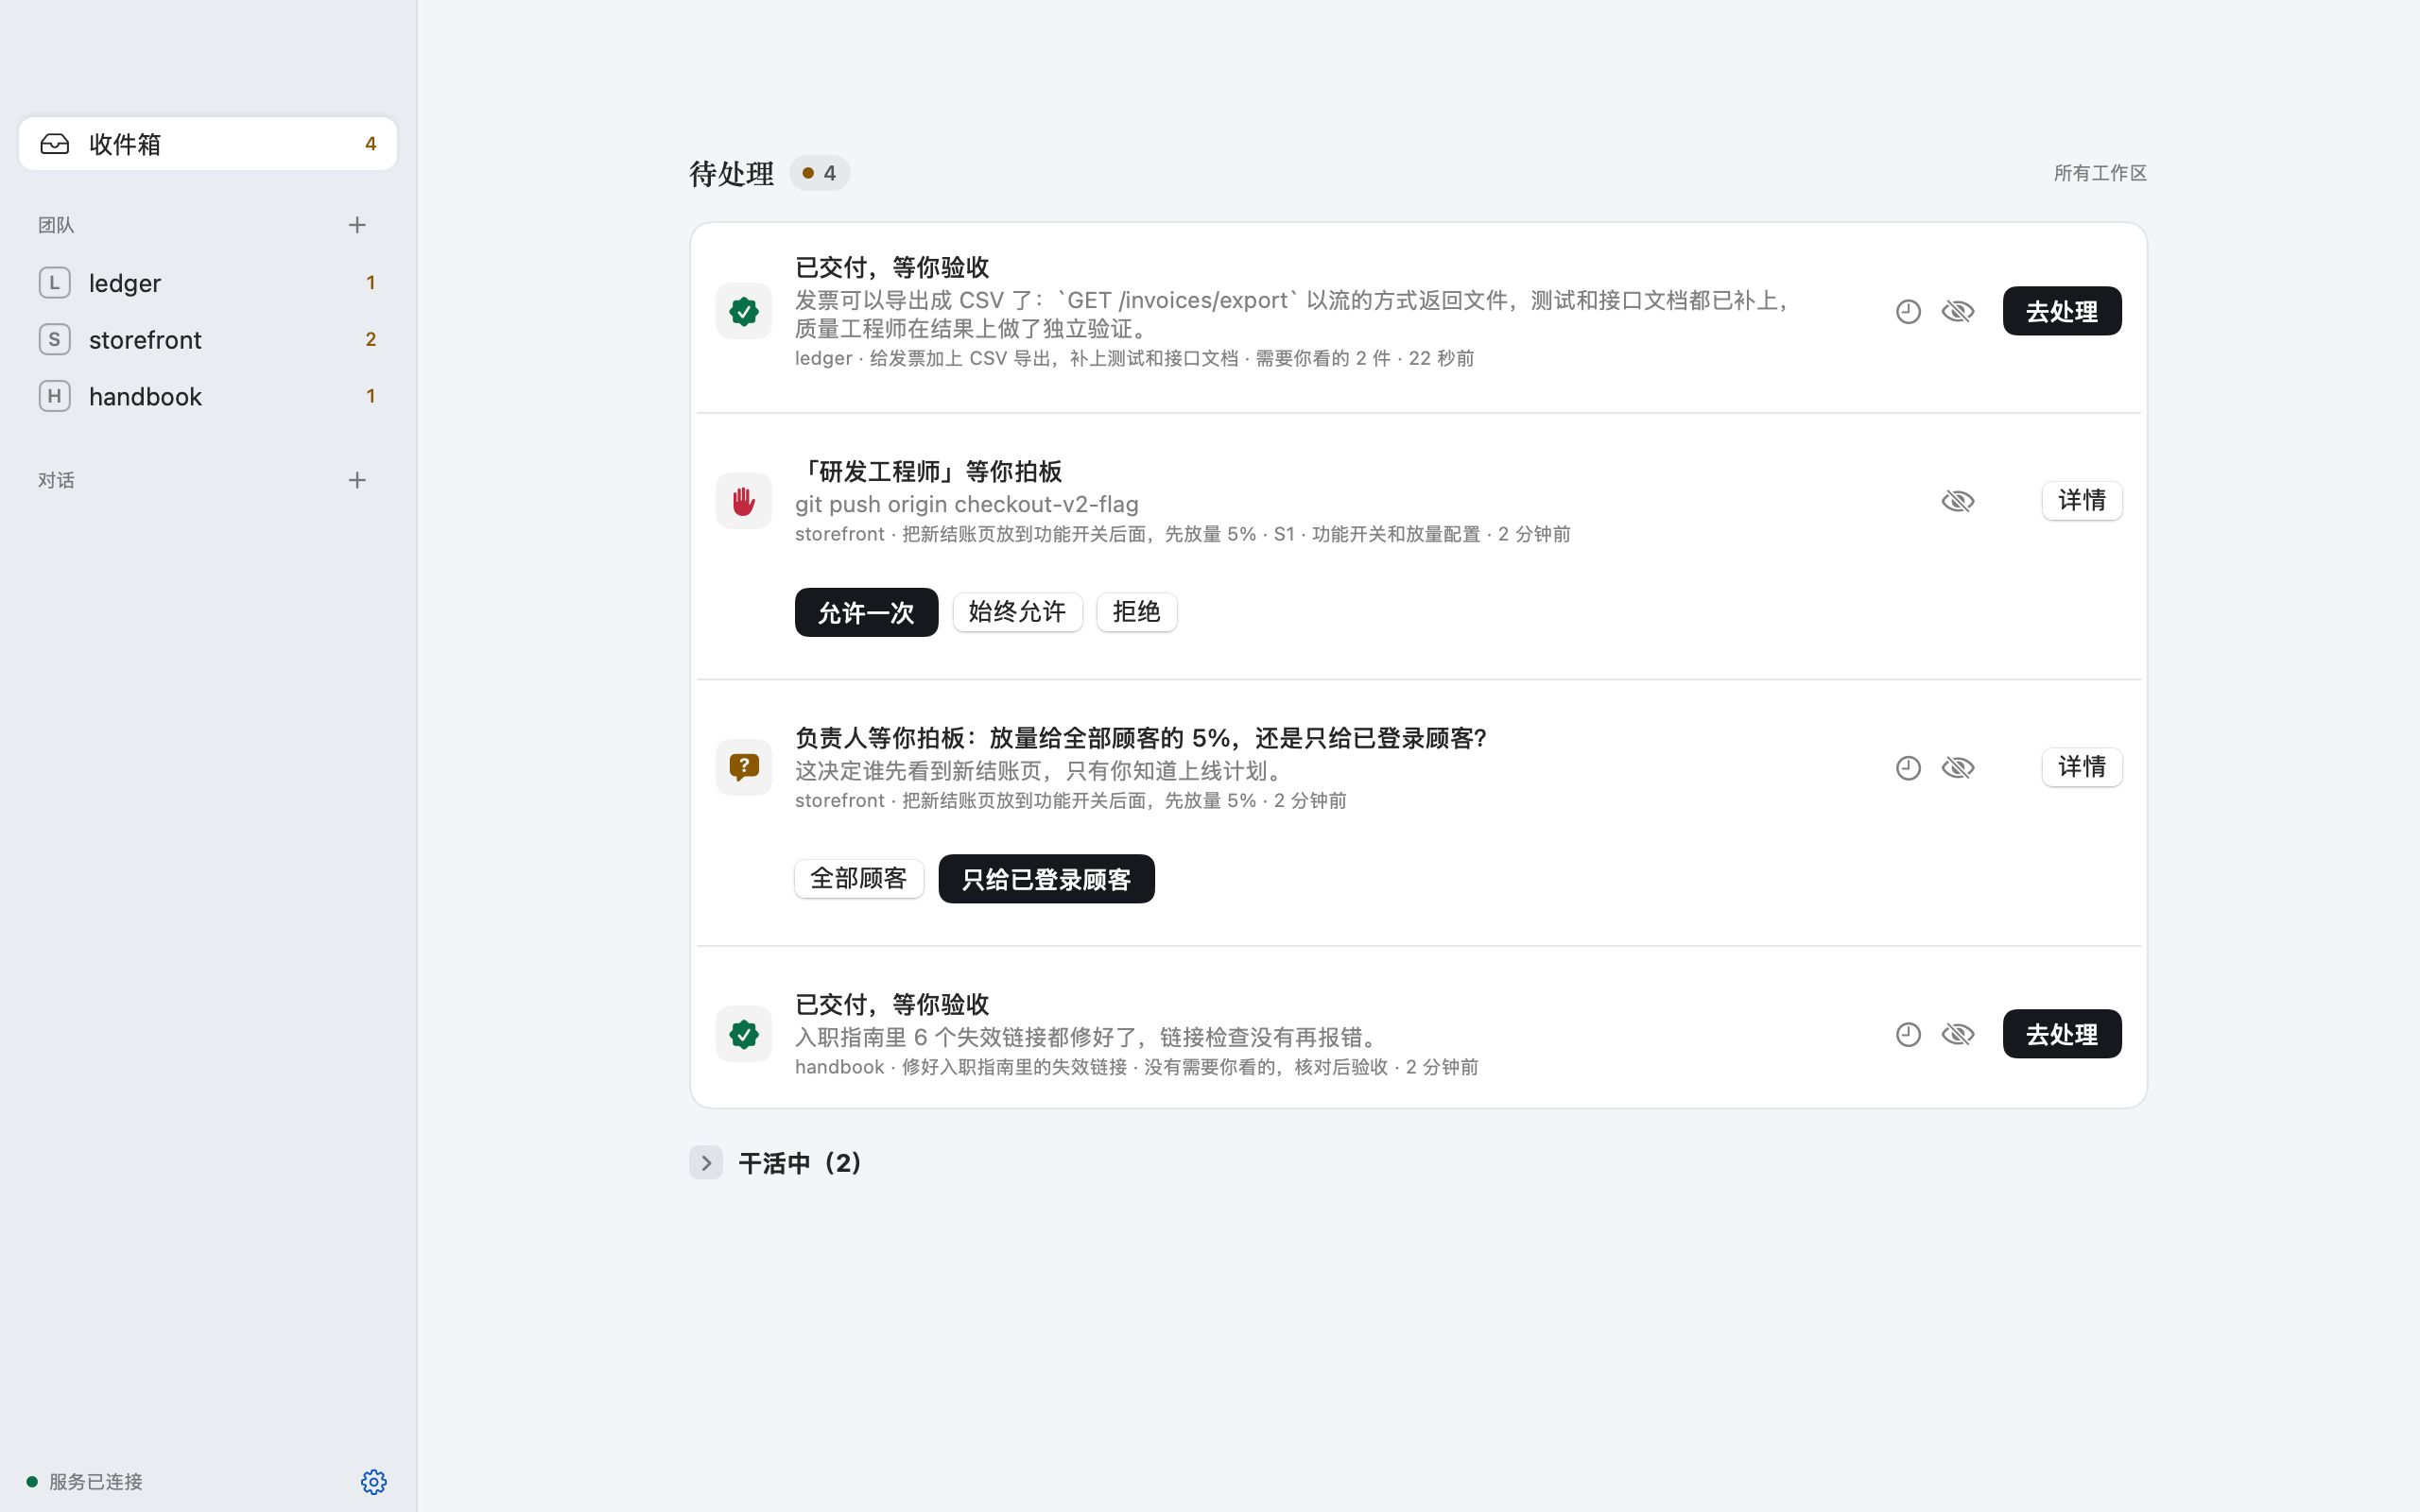 收件箱 4
团队
L ledger 1
S storefront 2
H handbook 1
对话
服务已连接
待处理 4
所有工作区
已交付，等你验收
发票可以导出成 CSV 了：`GET /invoices/export` 以流的方式返回文件，测试和接口文档都已补上，
质量工程师在结果上做了独立验证。
ledger · 给发票加上 CSV 导出，补上测试和接口文档 · 需要你看的 2 件 · 22 秒前
去处理
「研发工程师」等你拍板
git push origin checkout-v2-flag
storefront · 把新结账页放到功能开关后面，先放量 5% · S1 · 功能开关和放量配置 · 2 分钟前
详情
允许一次 始终允许 拒绝
负责人等你拍板：放量给全部顾客的 5%，还是只给已登录顾客？
这决定谁先看到新结账页，只有你知道上线计划。
storefront · 把新结账页放到功能开关后面，先放量 5% · 2 分钟前
详情
全部顾客 只给已登录顾客
已交付，等你验收
入职指南里 6 个失效链接都修好了，链接检查没有再报错。
handbook · 修好入职指南里的失效链接 · 没有需要你看的，核对后验收 · 2 分钟前
去处理
干活中（2）